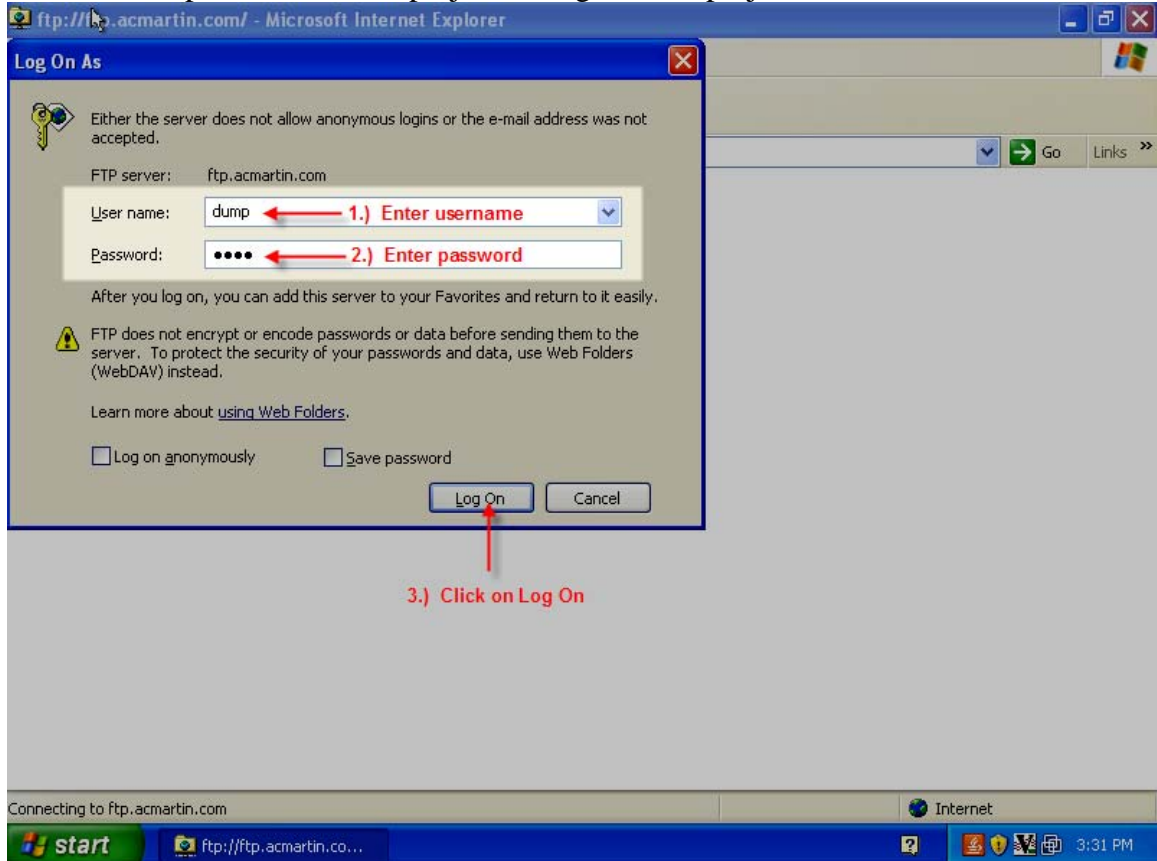 ftp://ftp.acmartin.com/ - Microsoft Internet Explorer
Log On As
Either the server does not allow anonymous logins or the e-mail address was not
accepted.
FTP server: ftp.acmartin.com
User name: dump 1.) Enter username
Password: •••• 2.) Enter password
After you log on, you can add this server to your Favorites and return to it easily.
FTP does not encrypt or encode passwords or data before sending them to the
server. To protect the security of your passwords and data, use Web Folders
(WebDAV) instead.
Learn more about using Web Folders.
Log on anonymously Save password
Log On Cancel
3.) Click on Log On
Go Links »
Connecting to ftp.acmartin.com Internet
start ftp://ftp.acmartin.co... 3:31 PM